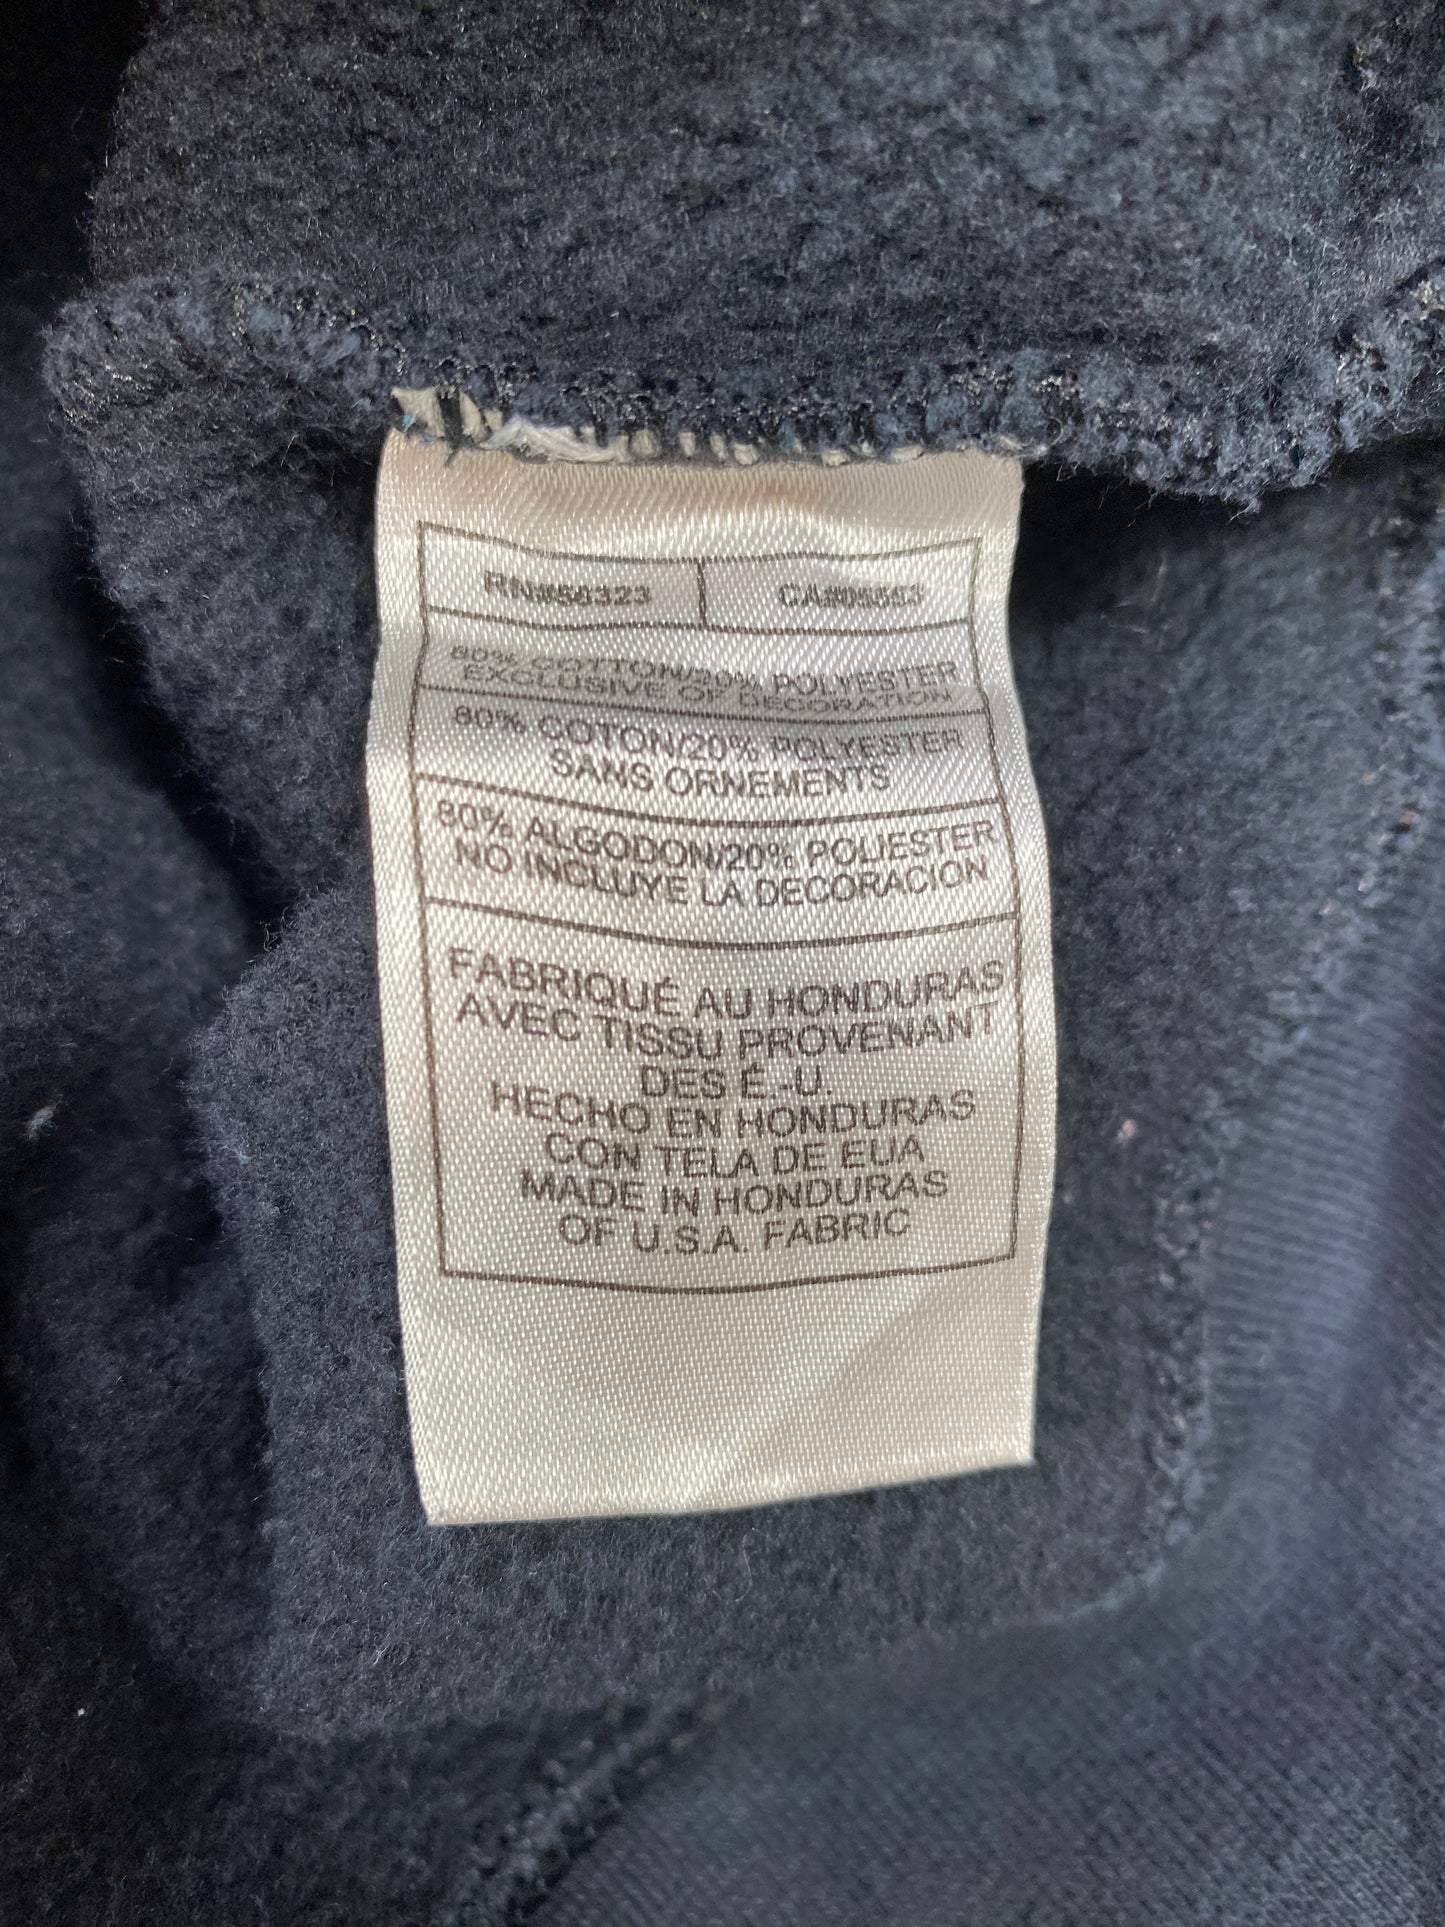 RN#56323 CA#05553
80% COTTON/20% POLYESTER
EXCLUSIVE OF DECORATION
80% COTON/20% POLYESTER
SANS ORNEMENTS
80% ALGODON/20% POLIESTER
NO INCLUYE LA DECORACION
FABRIQUÉ AU HONDURAS
AVEC TISSU PROVENANT
DES É.-U.
HECHO EN HONDURAS
CON TELA DE EUA
MADE IN HONDURAS
OF U.S.A. FABRIC